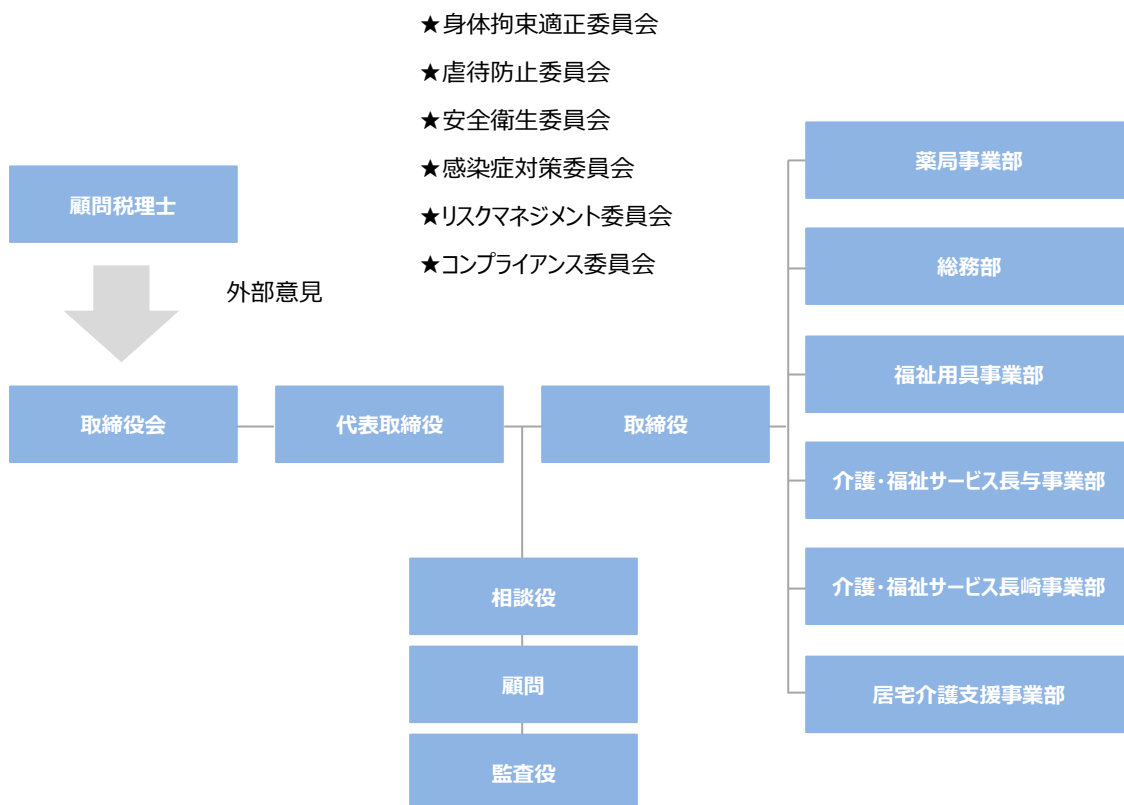 ★身体拘束適正委員会
★虐待防止委員会
★安全衛生委員会
★感染症対策委員会
★リスクマネジメント委員会
★コンプライアンス委員会
顧問税理士
外部意見
取締役会
代表取締役
取締役
相談役
顧問
監査役
薬局事業部
総務部
福祉用具事業部
介護・福祉サービス長与事業部
介護・福祉サービス長崎事業部
居宅介護支援事業部